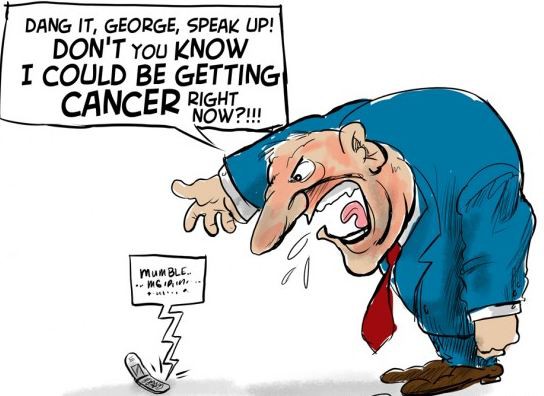 DANG IT, GEORGE, SPEAK UP!
DON'T YOU KNOW
I COULD BE GETTING
CANCER RIGHT
NOW?!!!
MUMBLE..